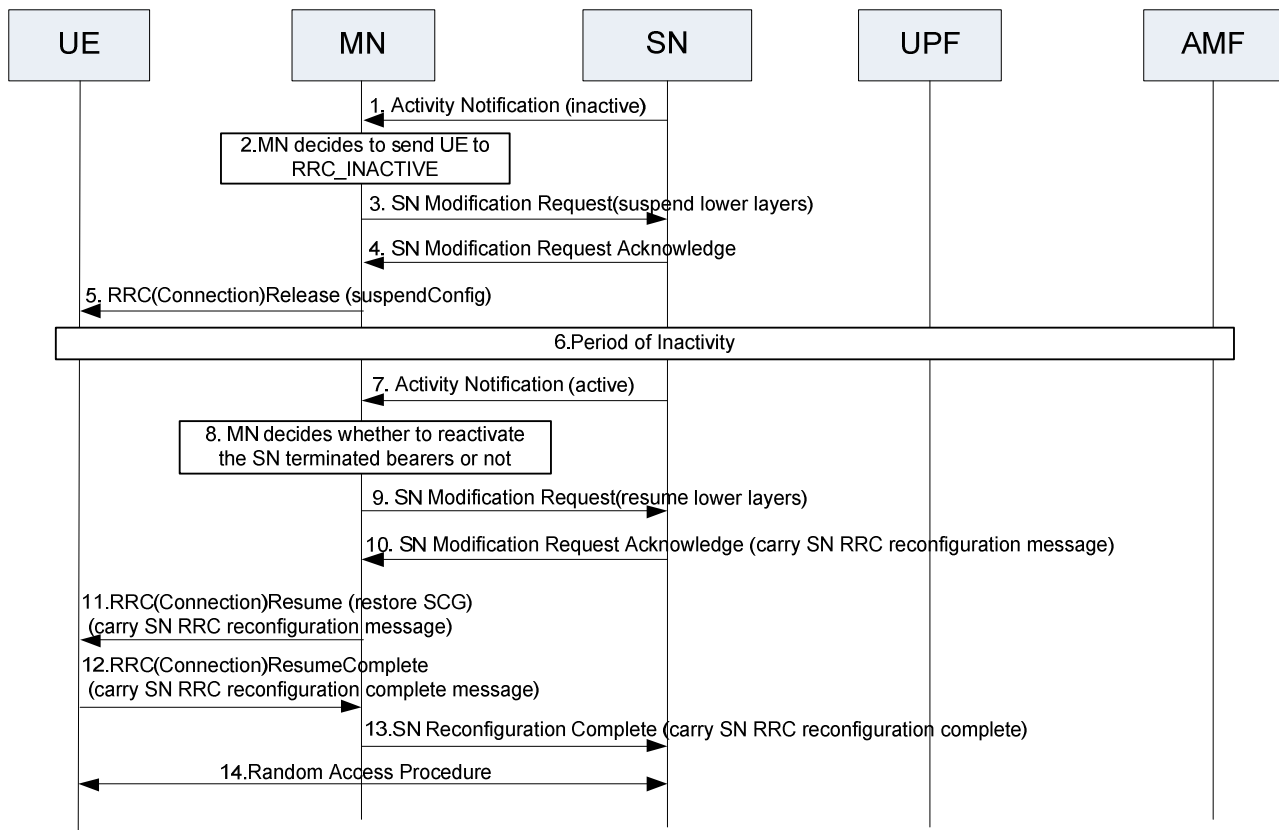 UE
MN
SN
UPF
AMF
1. Activity Notification (inactive)
2.MN decides to send UE to
RRC_INACTIVE
3. SN Modification Request(suspend lower layers)
4. SN Modification Request Acknowledge
5. RRC(Connection)Release (suspendConfig)
6.Period of Inactivity
7. Activity Notification (active)
8. MN decides whether to reactivate
the SN terminated bearers or not
9. SN Modification Request(resume lower layers)
10. SN Modification Request Acknowledge (carry SN RRC reconfiguration message)
11.RRC(Connection)Resume (restore SCG)
(carry SN RRC reconfiguration message)
12.RRC(Connection)ResumeComplete
(carry SN RRC reconfiguration complete message)
13.SN Reconfiguration Complete (carry SN RRC reconfiguration complete)
14.Random Access Procedure